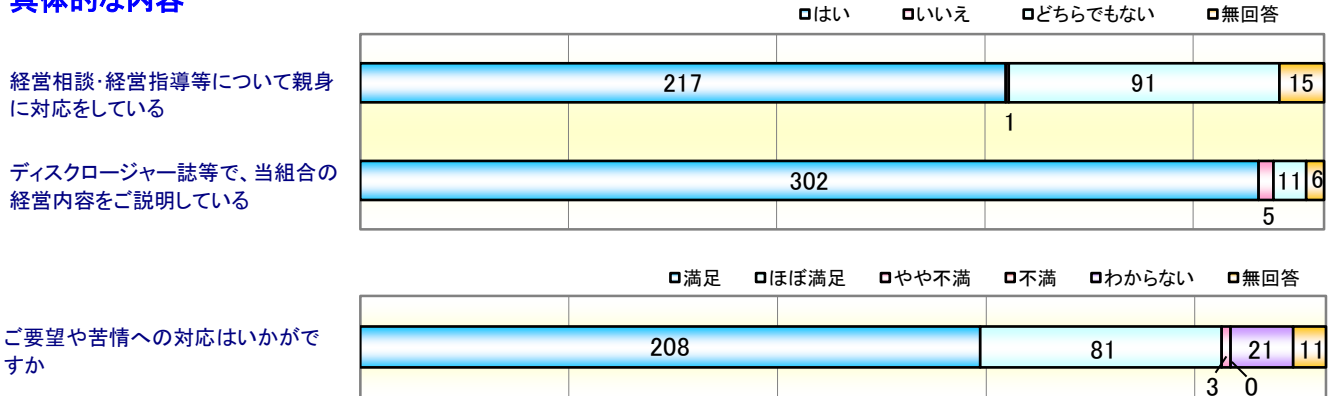 具体的な内容
はい いいえ どちらでもない 無回答
経営相談・経営指導等について親身
に対応をしている
217 91 15
1
ディスクロージャー誌等で、当組合の
経営内容をご説明している
302 11 6
5
満足 ほぼ満足 やや不満 不満 わからない 無回答
ご要望や苦情への対応はいかがで
すか
208 81 21 11
3 0